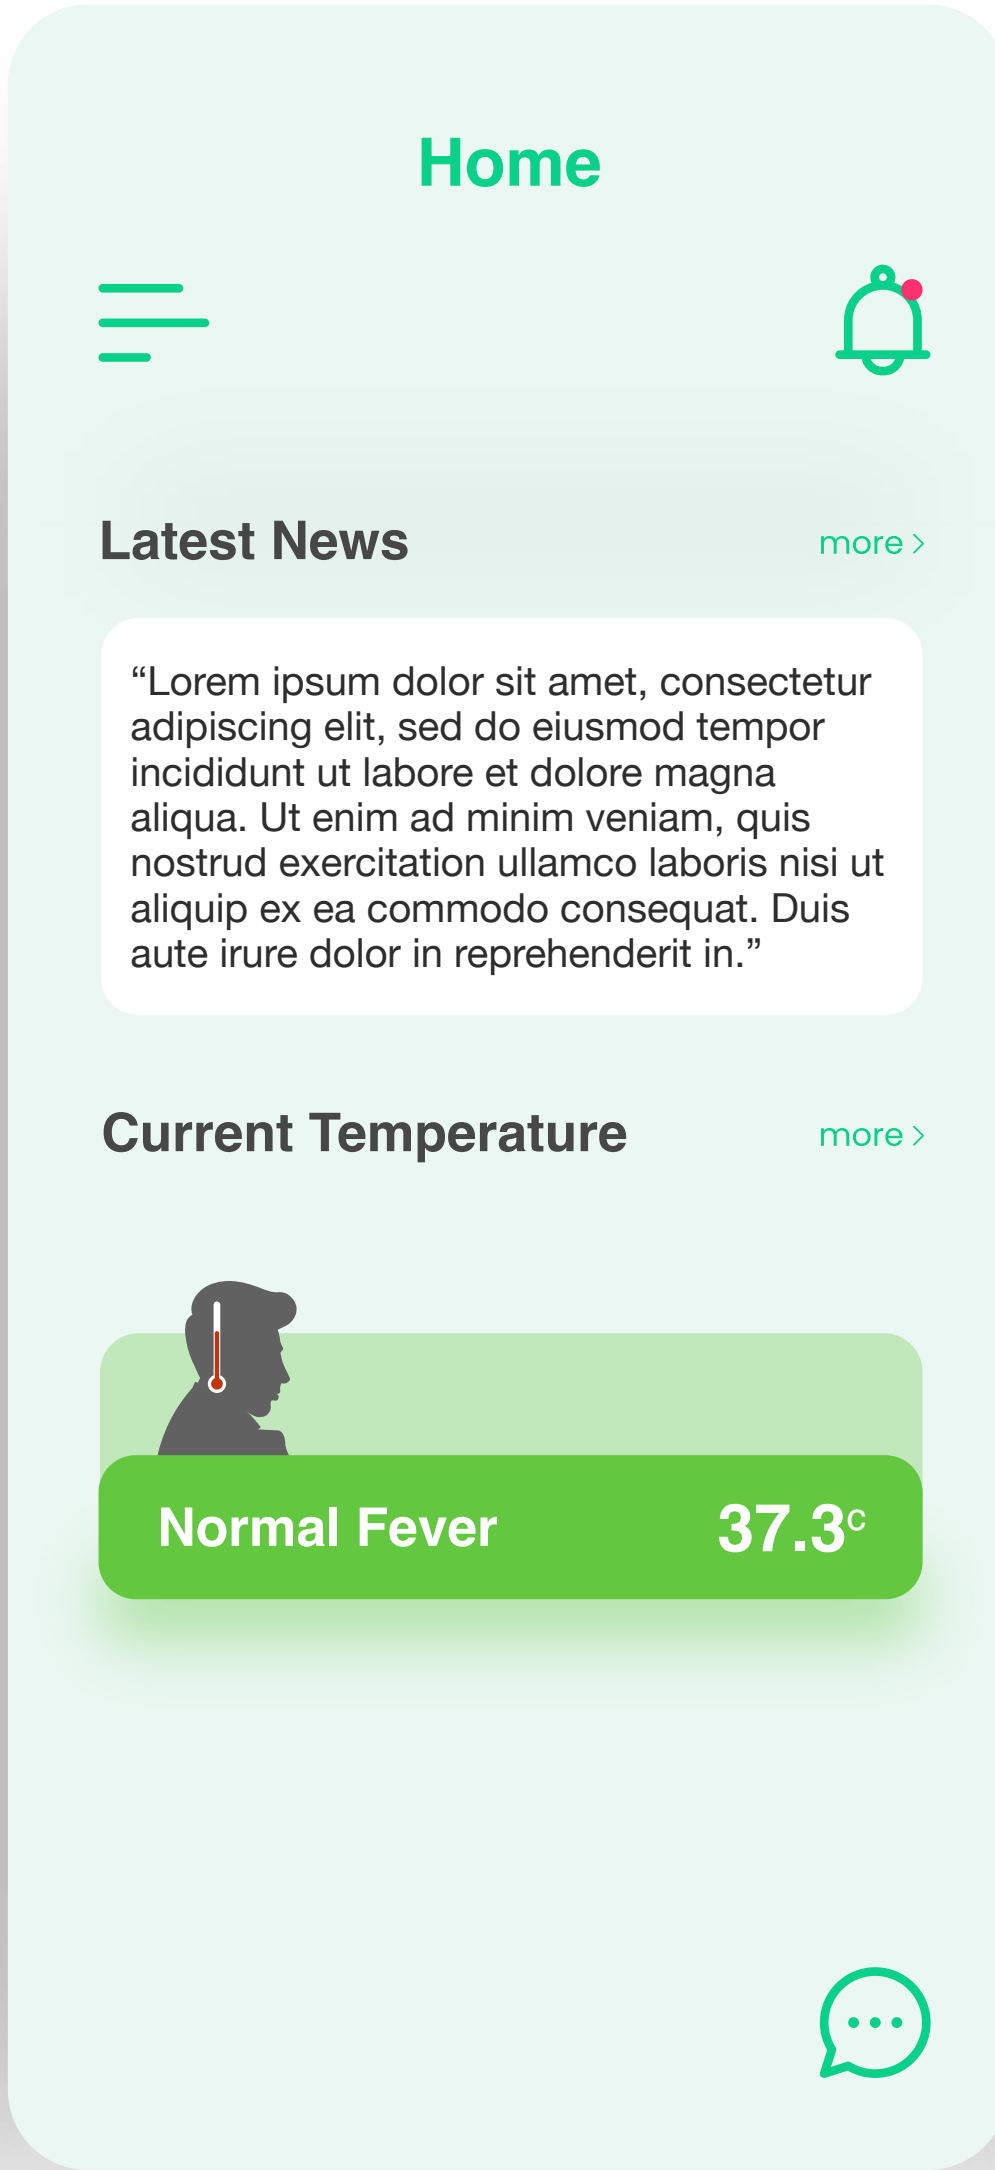 Home
Latest News
more >
“Lorem ipsum dolor sit amet, consectetur
adipiscing elit, sed do eiusmod tempor
incididunt ut labore et dolore magna
aliqua. Ut enim ad minim veniam, quis
nostrud exercitation ullamco laboris nisi ut
aliquip ex ea commodo consequat. Duis
aute irure dolor in reprehenderit in.”
Current Temperature
more >
Normal Fever
37.3c